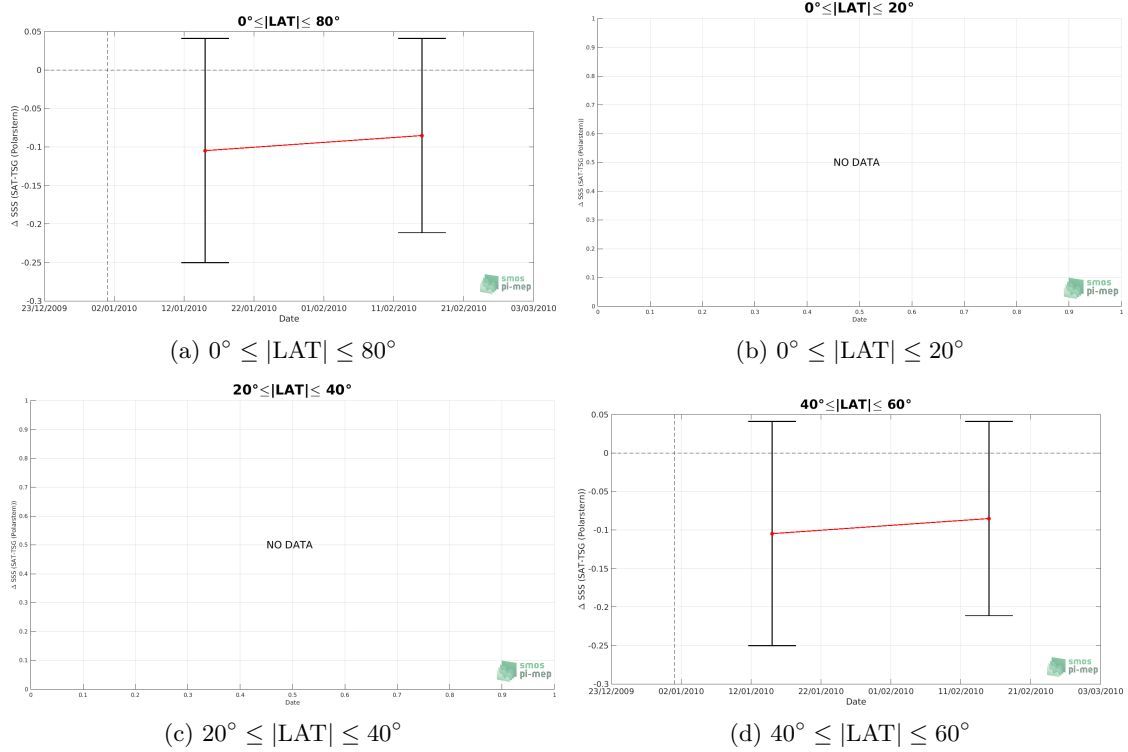 0°≤|LAT|≤ 80°
0.05
0
-0.05
-0.1
-0.15
-0.2
-0.25
-0.3
Δ SSS (SAT-TSG (Polarstern))
23/12/2009 02/01/2010 12/01/2010 22/01/2010 01/02/2010 11/02/2010 21/02/2010 03/03/2010
Date
smos
pi-mep
(a) 0° ≤ |LAT| ≤ 80°
0°≤|LAT|≤ 20°
1
0.9
0.8
0.7
0.6
0.5
0.4
0.3
0.2
0.1
0
Δ SSS (SAT-TSG (Polarstern))
NO DATA
0 0.1 0.2 0.3 0.4 0.5 0.6 0.7 0.8 0.9 1
Date
smos
pi-mep
(b) 0° ≤ |LAT| ≤ 20°
20°≤|LAT|≤ 40°
1
0.9
0.8
0.7
0.6
0.5
0.4
0.3
0.2
0.1
0
Δ SSS (SAT-TSG (Polarstern))
NO DATA
0 0.1 0.2 0.3 0.4 0.5 0.6 0.7 0.8 0.9 1
Date
smos
pi-mep
(c) 20° ≤ |LAT| ≤ 40°
40°≤|LAT|≤ 60°
0.05
0
-0.05
-0.1
-0.15
-0.2
-0.25
-0.3
Δ SSS (SAT-TSG (Polarstern))
23/12/2009 02/01/2010 12/01/2010 22/01/2010 01/02/2010 11/02/2010 21/02/2010 03/03/2010
Date
smos
pi-mep
(d) 40° ≤ |LAT| ≤ 60°